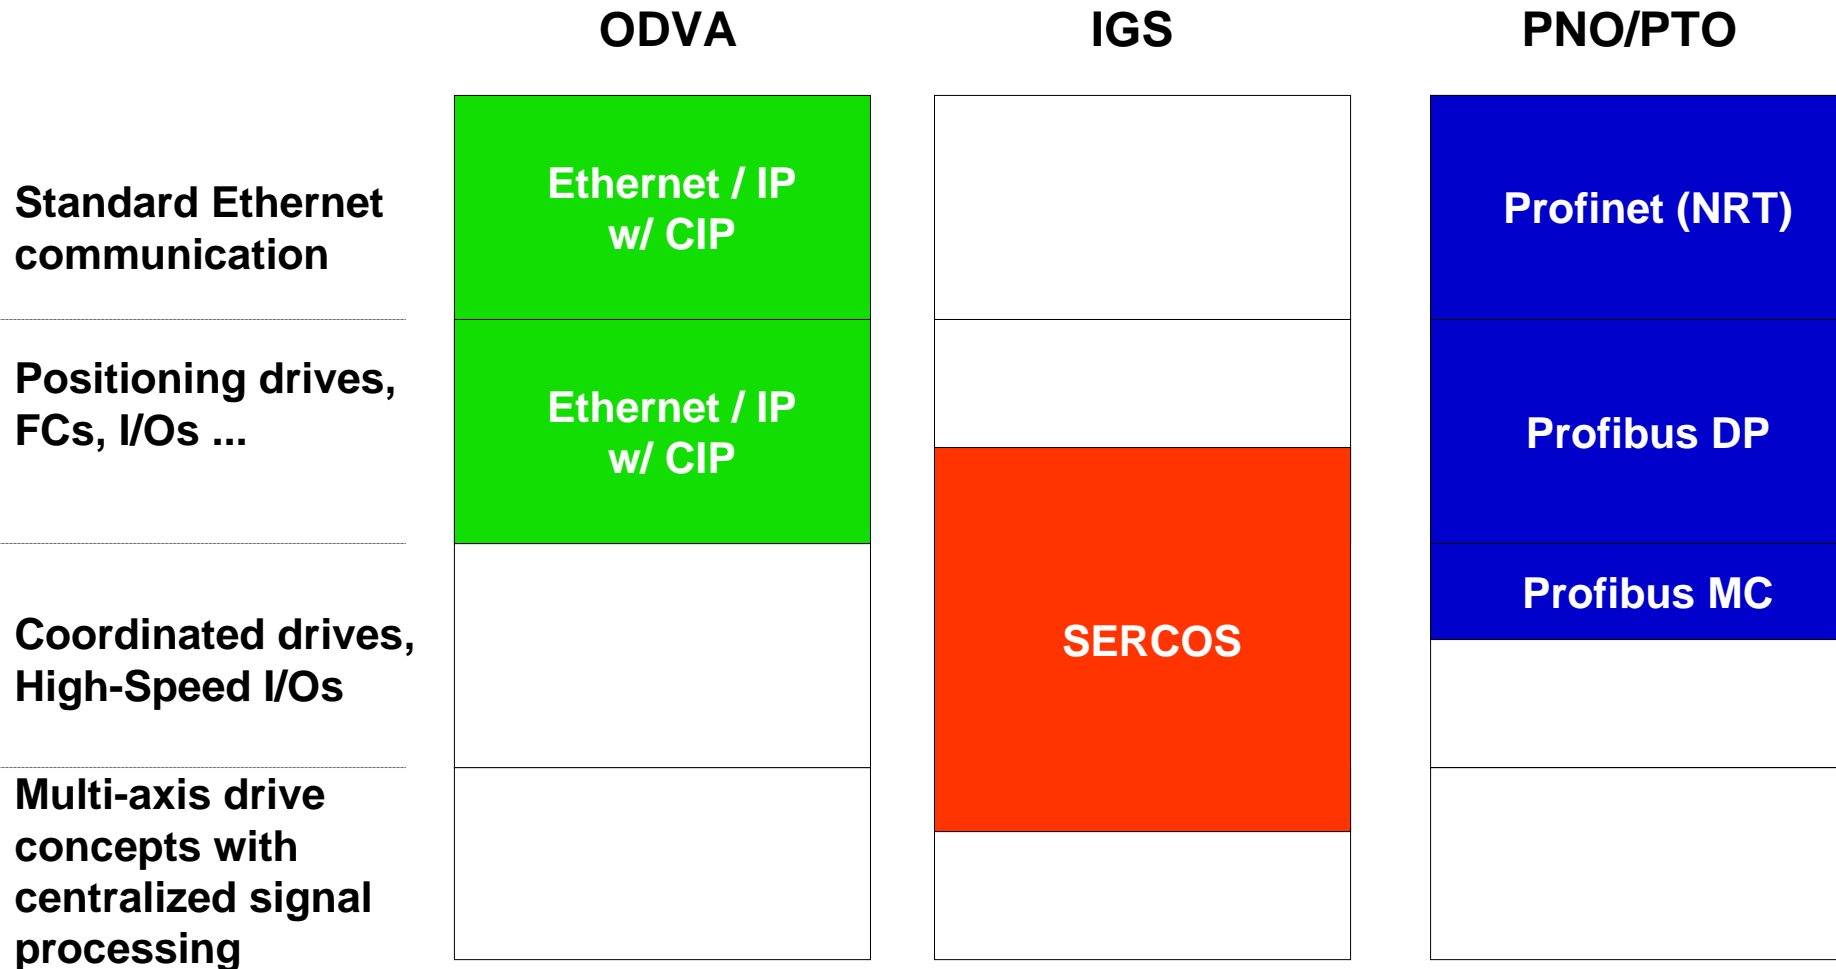 ODVA
IGS
PNO/PTO
Standard Ethernet
communication
Ethernet / IP
w/ CIP
Profinet (NRT)
Positioning drives,
FCs, I/Os ...
Ethernet / IP
w/ CIP
Profibus DP
Coordinated drives,
High-Speed I/Os
SERCOS
Profibus MC
Multi-axis drive
concepts with
centralized signal
processing